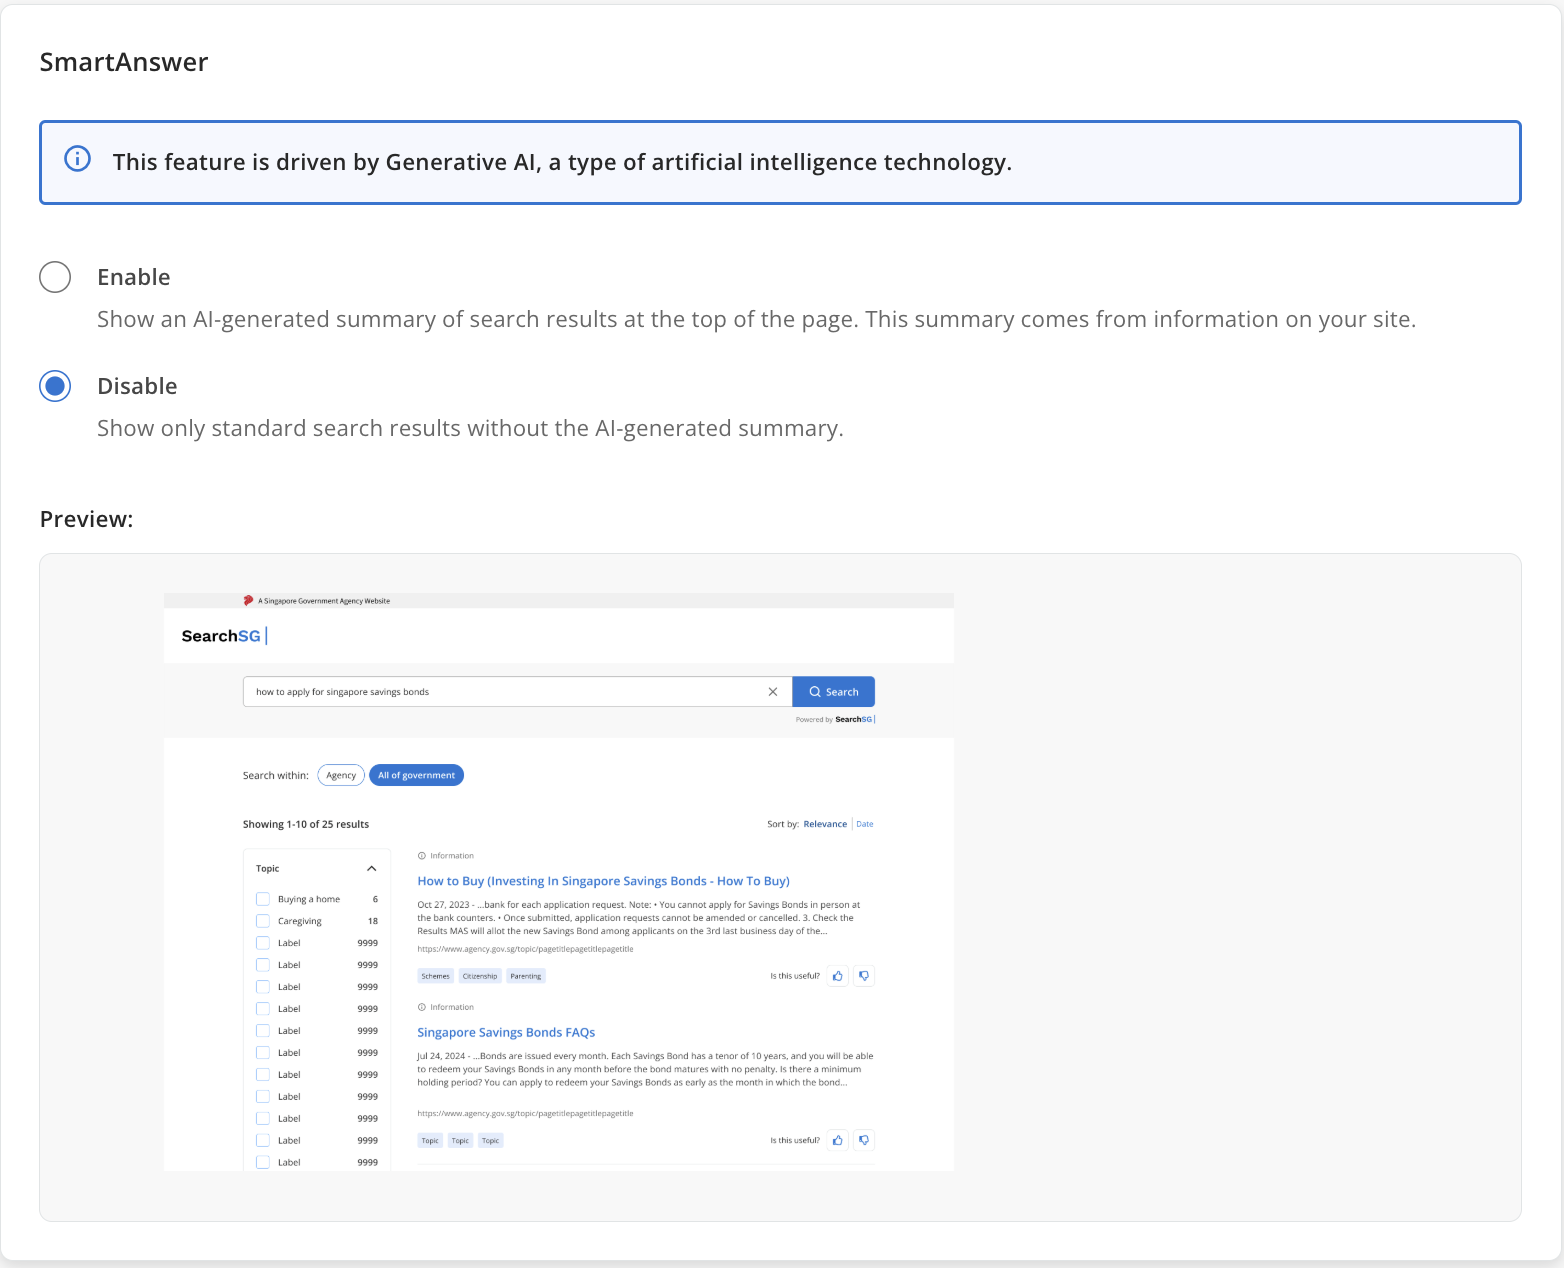 SmartAnswer
This feature is driven by Generative AI, a type of artificial intelligence technology.
Enable
Show an AI-generated summary of search results at the top of the page. This summary comes from information on your site.
Disable
Show only standard search results without the AI-generated summary.
Preview:
A Singapore Government Agency Website
SearchSG
how to apply for singapore savings bonds
Search
Powered by SearchSG
Search within: Agency All of government
Showing 1-10 of 25 results
Sort by: Relevance Date
Topic
Buying a home 6
Caregiving 18
Label 9999
Label 9999
Label 9999
Label 9999
Label 9999
Label 9999
Label 9999
Label 9999
Label 9999
Label 9999
Label 9999
Information
How to Buy (Investing In Singapore Savings Bonds - How To Buy)
Oct 27, 2023 - ...bank for each application request. Note: • You cannot apply for Savings Bonds in person at
the bank counters. • Once submitted, application requests cannot be amended or cancelled. 3. Check the
Results MAS will allot the new Savings Bond among applicants on the 3rd last business day of the...
https://www.agency.gov.sg/topic/pagetitlepagetitlepagetitle
Schemes Citizenship Parenting
Is this useful?
Information
Singapore Savings Bonds FAQs
Jul 24, 2024 - ...Bonds are issued every month. Each Savings Bond has a tenor of 10 years, and you will be able
to redeem your Savings Bonds in any month before the bond matures with no penalty. Is there a minimum
holding period? You can apply to redeem your Savings Bonds as early as the month in which the bond...
https://www.agency.gov.sg/topic/pagetitlepagetitlepagetitle
Topic Topic Topic
Is this useful?